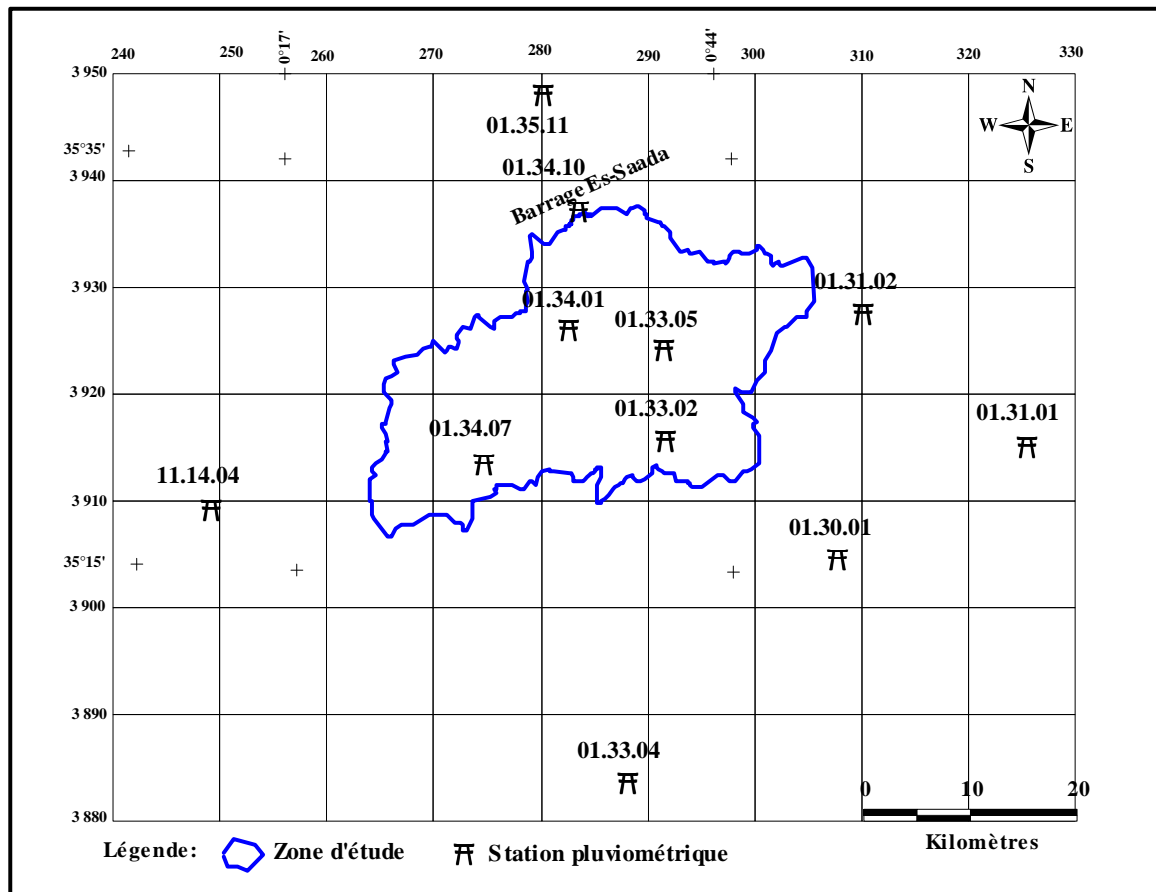 240 250 0°17' 260 270 280 290 0°44' 300 310 320 330
3 950
N
W E
S
01.35.11
35°35'
01.34.10
3 940
Barrage Es-Saada
3 930
01.34.01
01.31.02
01.33.05
3 920
01.33.02
01.31.01
01.34.07
11.14.04
3 910
01.30.01
35°15'
3 900
3 890
01.33.04
0 10 20
3 880
Kilomètres
Légende: Zone d'étude Station pluviométrique